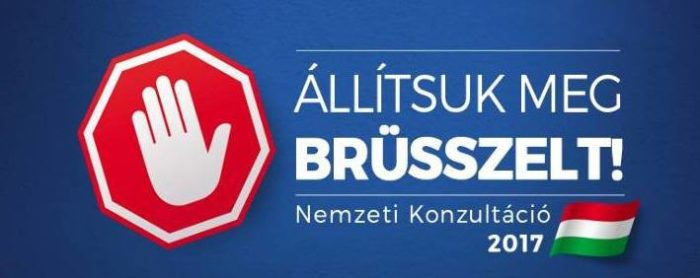 ÁLLÍTSUK MEG
BRÜSSZELT!
Nemzeti Konzultáció
2017